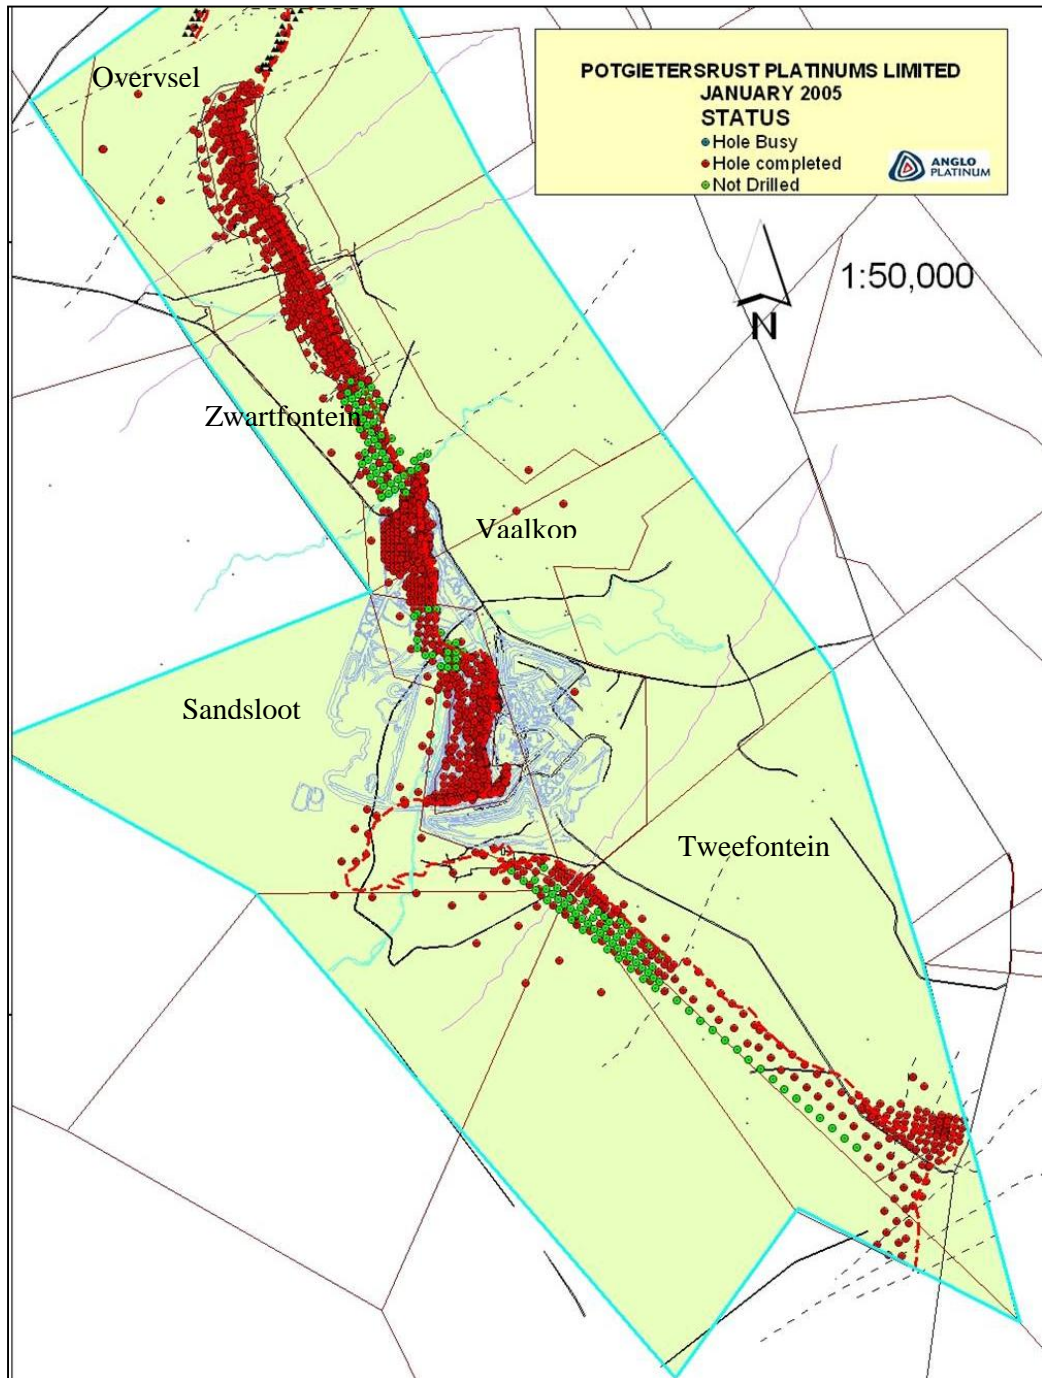 POTGIETERSRUST PLATINUMS LIMITED
JANUARY 2005
STATUS
Hole Busy
Hole completed
Not Drilled
ANGLO
PLATINUM
Overvsel
1:50,000
N
Zwartfontein
Vaalkop
Sandsloot
Tweefontein